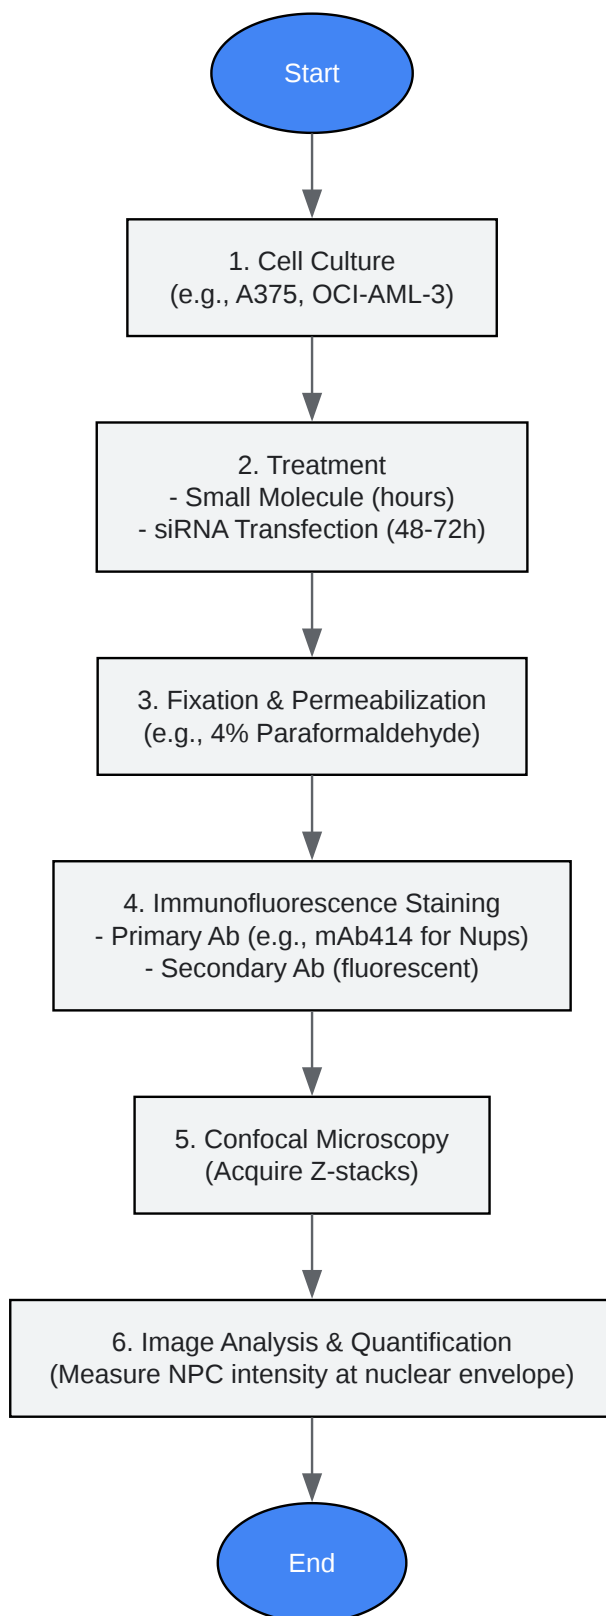 Start
1. Cell Culture
(e.g., A375, OCI-AML-3)
2. Treatment
- Small Molecule (hours)
- siRNA Transfection (48-72h)
3. Fixation & Permeabilization
(e.g., 4% Paraformaldehyde)
4. Immunofluorescence Staining
- Primary Ab (e.g., mAb414 for Nups)
- Secondary Ab (fluorescent)
5. Confocal Microscopy
(Acquire Z-stacks)
6. Image Analysis & Quantification
(Measure NPC intensity at nuclear envelope)
End